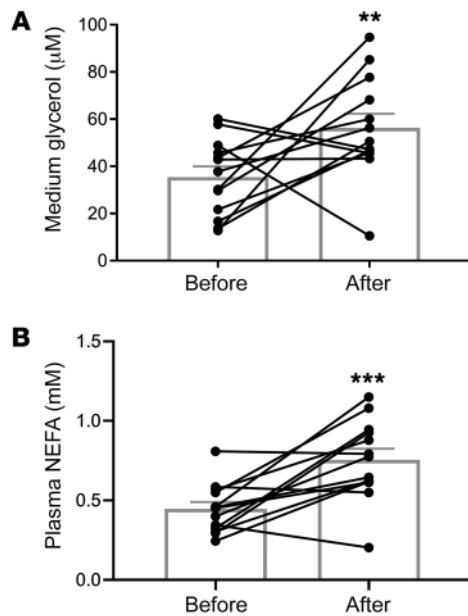 A
Medium glycerol (μM)
100
80
60
40
20
0
**
Before After
B
Plasma NEFA (mM)
1.5
1.0
0.5
0.0
***
Before After